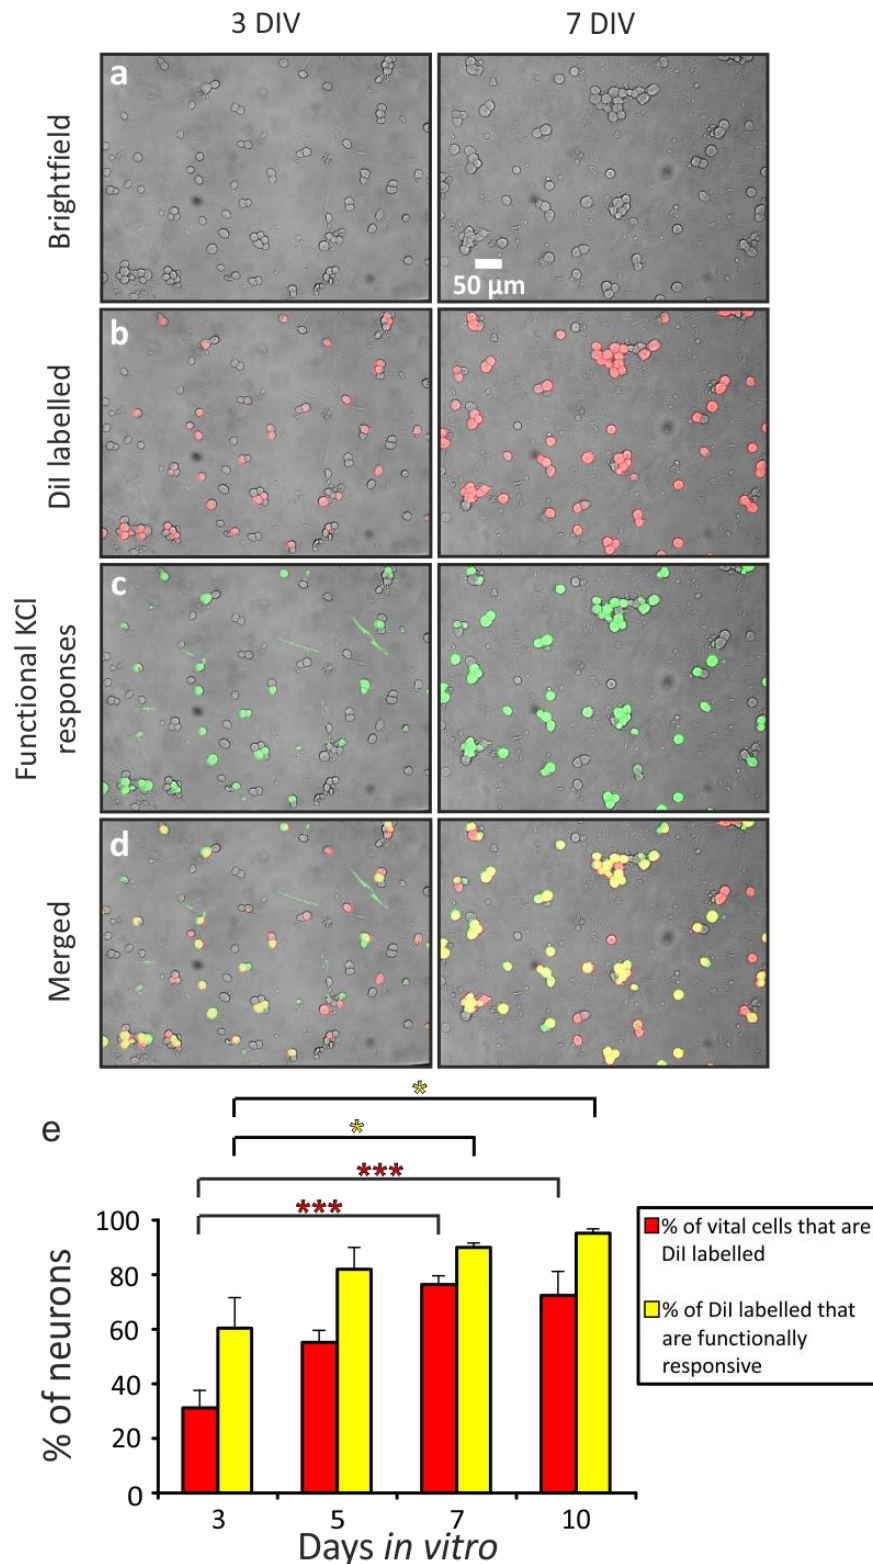 3 DIV
7 DIV
a
Brightfield
50 µm
b
DiI labelled
c
Functional KCl
responses
d
Merged
*
e
*
***
***
100
80
60
40
20
0
% of neurons
3
5
7
10
Days in vitro
% of vital cells that are
DiI labelled
% of DiI labelled that
are functionally
responsive